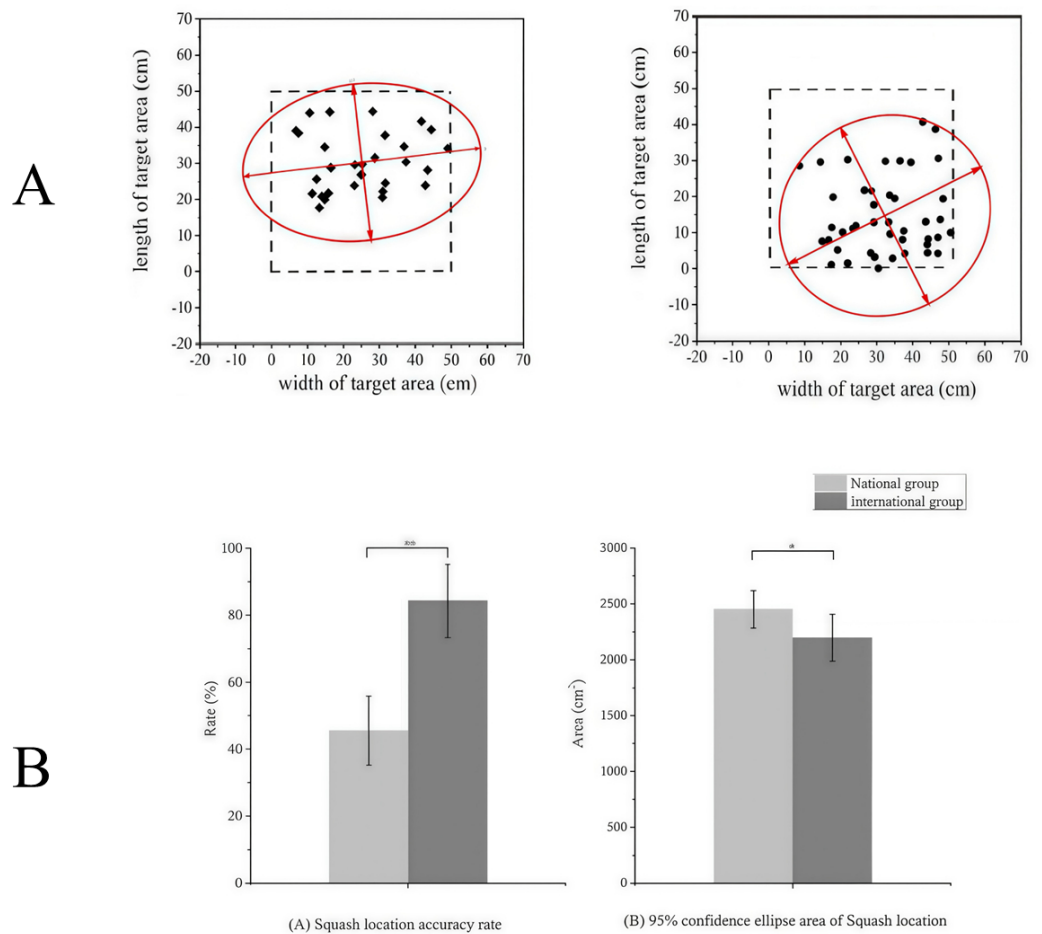 A
70
60
50
40
30
20
10
0
-10
-20
length of target area (cm)
-20 -10 0 10 20 30 40 50 60 70
width of target area (em)
70
60
50
40
30
20
10
0
-10
-20
length of target area (cm)
-20 -10 0 10 20 30 40 50 60 70
width of target area (cm)
B
National group
international group
100
80
60
40
20
0
Rate (%)
(A) Squash location accuracy rate
3000
2500
2000
1500
1000
500
0
Area (cm²)
(B) 95% confidence ellipse area of Squash location